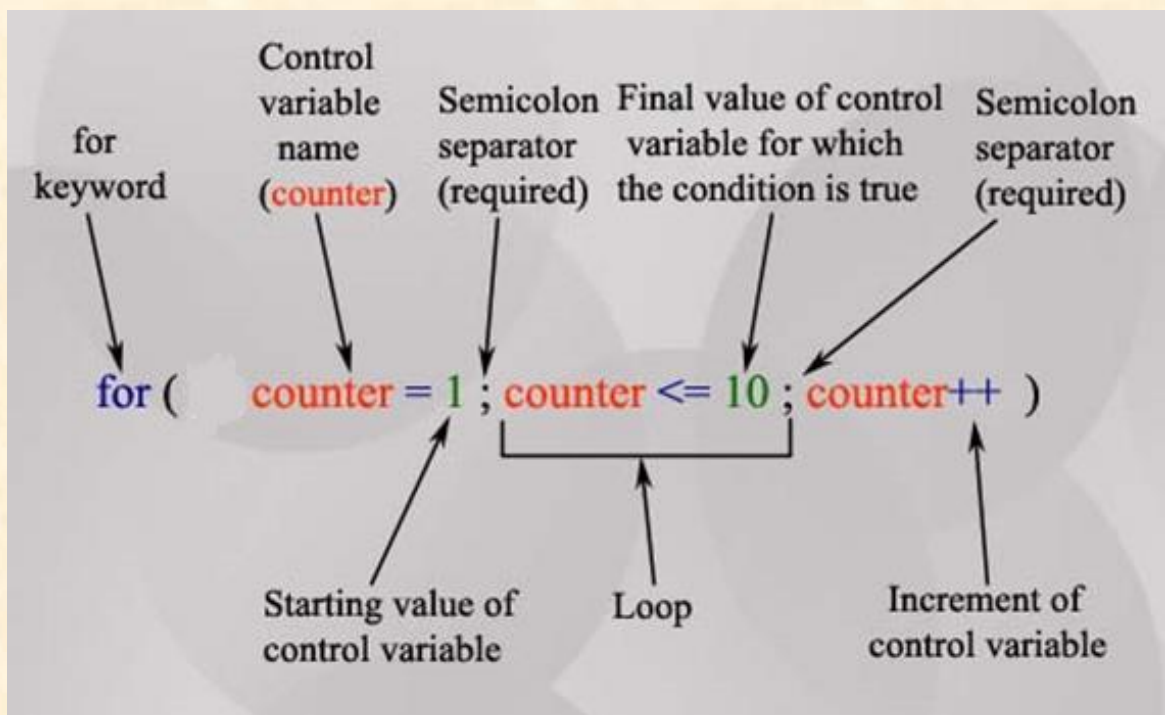 for
keyword
Control
variable
name
(counter)
Semicolon
separator
(required)
Final value of control
variable for which
the condition is true
Semicolon
separator
(required)
for ( counter = 1 ; counter <= 10 ; counter++ )
Starting value of
control variable
Loop
Increment of
control variable